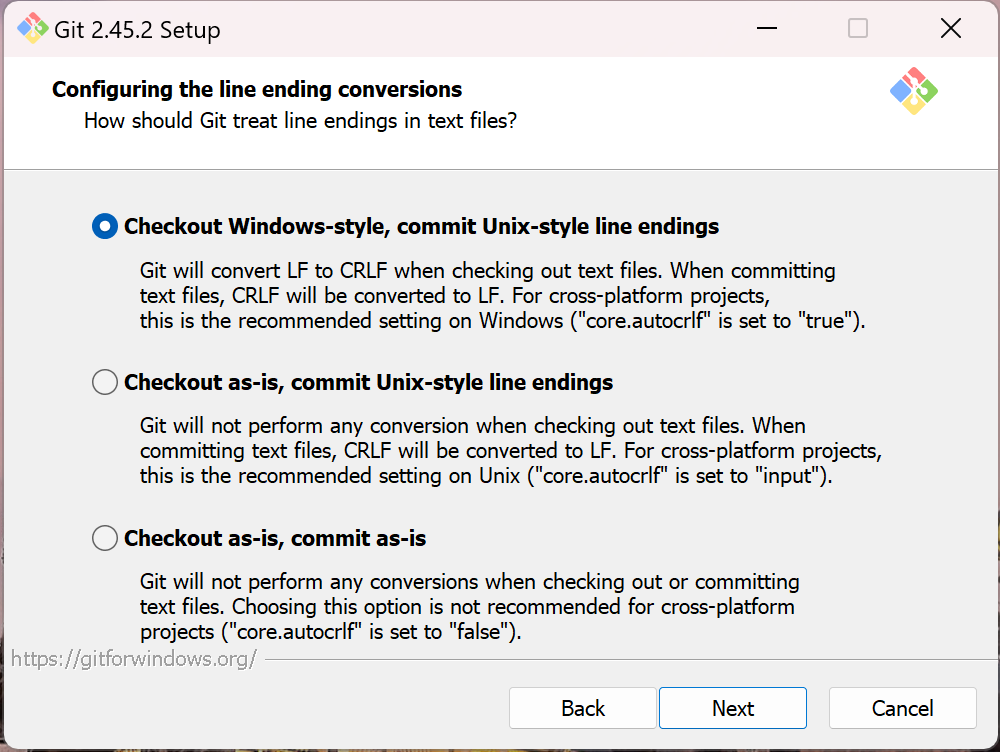 Git 2.45.2 Setup
Configuring the line ending conversions
How should Git treat line endings in text files?
Checkout Windows-style, commit Unix-style line endings
Git will convert LF to CRLF when checking out text files. When committing
text files, CRLF will be converted to LF. For cross-platform projects,
this is the recommended setting on Windows ("core.autocrlf" is set to "true").
Checkout as-is, commit Unix-style line endings
Git will not perform any conversion when checking out text files. When
committing text files, CRLF will be converted to LF. For cross-platform projects,
this is the recommended setting on Unix ("core.autocrlf" is set to "input").
Checkout as-is, commit as-is
Git will not perform any conversions when checking out or committing
text files. Choosing this option is not recommended for cross-platform
projects ("core.autocrlf" is set to "false").
https://gitforwindows.org/
Back Next Cancel